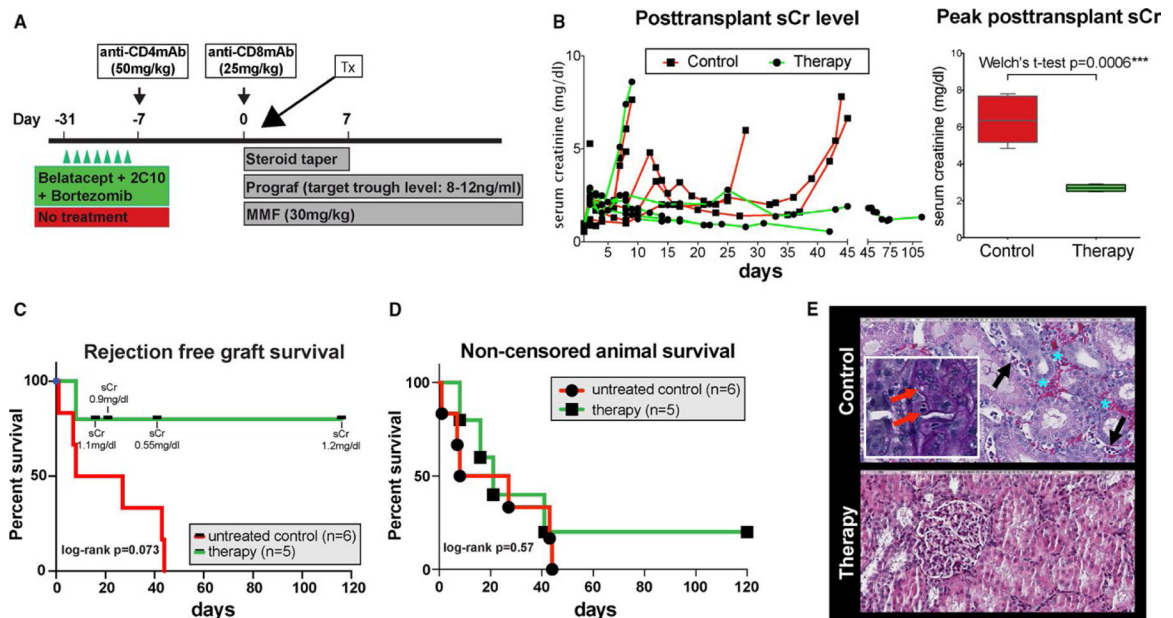 A
anti-CD4mAb
(50mg/kg)
anti-CD8mAb
(25mg/kg)
Tx
Day
-31
-7
0
7
Belatacept + 2C10
+ Bortezomib
No treatment
Steroid taper
Prograf (target trough level: 8-12ng/ml)
MMF (30mg/kg)
B
Posttransplant sCr level
Control
Therapy
serum creatinine (mg/dl)
10
5
0
5
10
15
20
25
30
35
40
45
45
75
105
days
Peak posttransplant sCr
Welch's t-test p=0.0006***
serum creatinine (mg/dl)
10
8
6
4
2
0
Control
Therapy
C
Rejection free graft survival
Percent survival
100
50
0
sCr
0.9mg/dl
sCr
1.1mg/dl
sCr
0.55mg/dl
sCr
1.2mg/dl
untreated control (n=6)
therapy (n=5)
log-rank p=0.073
0
20
40
60
80
100
120
days
D
Non-censored animal survival
Percent survival
100
50
0
untreated control (n=6)
therapy (n=5)
log-rank p=0.57
0
20
40
60
80
100
120
days
E
Control
Therapy